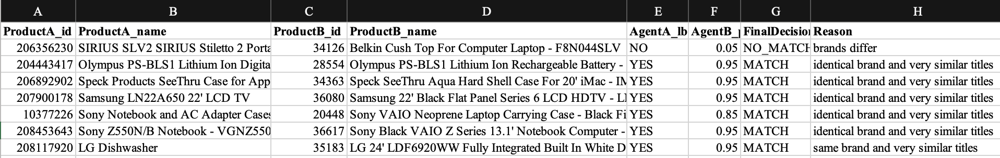 A B C D E F G H
ProductA_id ProductA_name ProductB_id ProductB_name AgentA_lb AgentB_ FinalDecision Reason
206356230 SIRIUS SLV2 SIRIUS Stiletto 2 Porta 34126 Belkin Cush Top For Computer Laptop - F8N044SLV NO 0.05 NO_MATCH brands differ
204443417 Olympus PS-BLS1 Lithium Ion Digita 28554 Olympus PS-BLS1 Lithium Ion Rechargeable Battery - YES 0.95 MATCH identical brand and very similar titles
206892902 Speck Products SeeThru Case for App 34363 Speck SeeThru Aqua Hard Shell Case For 20' iMac - IM YES 0.95 MATCH identical brand and very similar titles
207900178 Samsung LN22A650 22' LCD TV 36080 Samsung 22' Black Flat Panel Series 6 LCD HDTV - L YES 0.95 MATCH identical brand and very similar titles
10377226 Sony Notebook and AC Adapter Cases 20448 Sony VAIO Neoprene Laptop Carrying Case - Black Fi YES 0.85 MATCH identical brand and very similar titles
208453643 Sony Z550N/B Notebook - VGNZ550 36617 Sony Black VAIO Z Series 13.1' Notebook Computer - YES 0.95 MATCH identical brand and very similar titles
208117920 LG Dishwasher 35183 LG 24' LDF6920WW Fully Integrated Built In White D YES 0.95 MATCH same brand and very similar titles